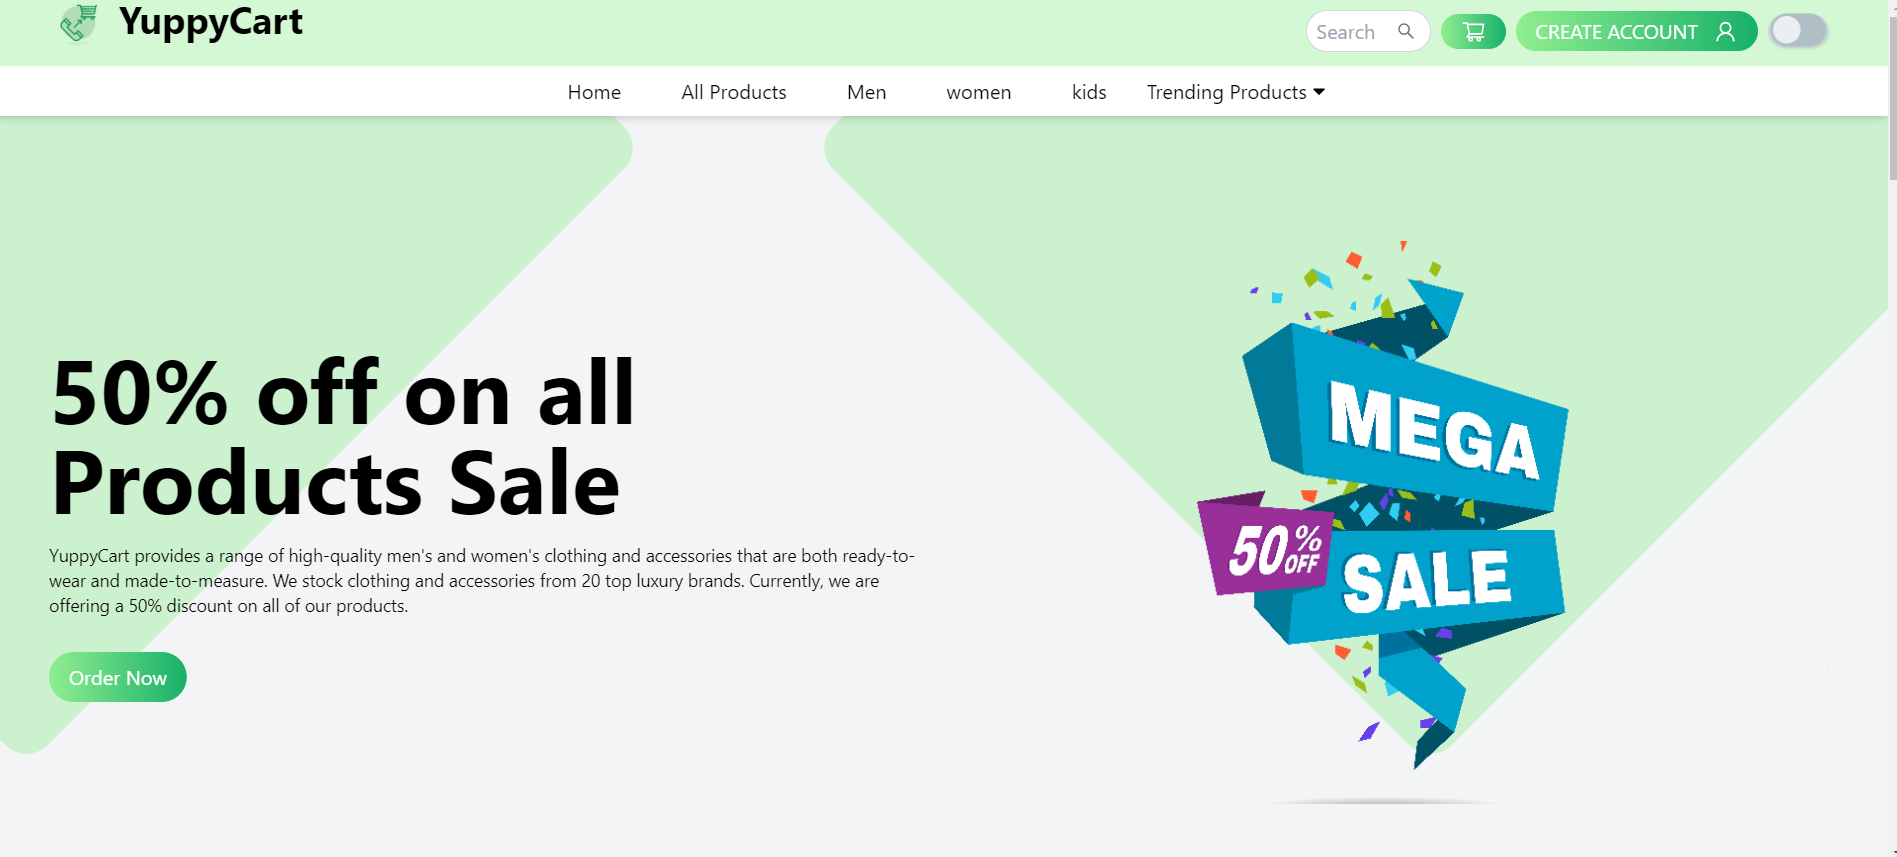 YuppyCart
Search
CREATE ACCOUNT
Home
All Products
Men
women
kids
Trending Products
50% off on all
Products Sale
YuppyCart provides a range of high-quality men's and women's clothing and accessories that are both ready-to-
wear and made-to-measure. We stock clothing and accessories from 20 top luxury brands. Currently, we are
offering a 50% discount on all of our products.
Order Now
MEGA
50% OFF
SALE